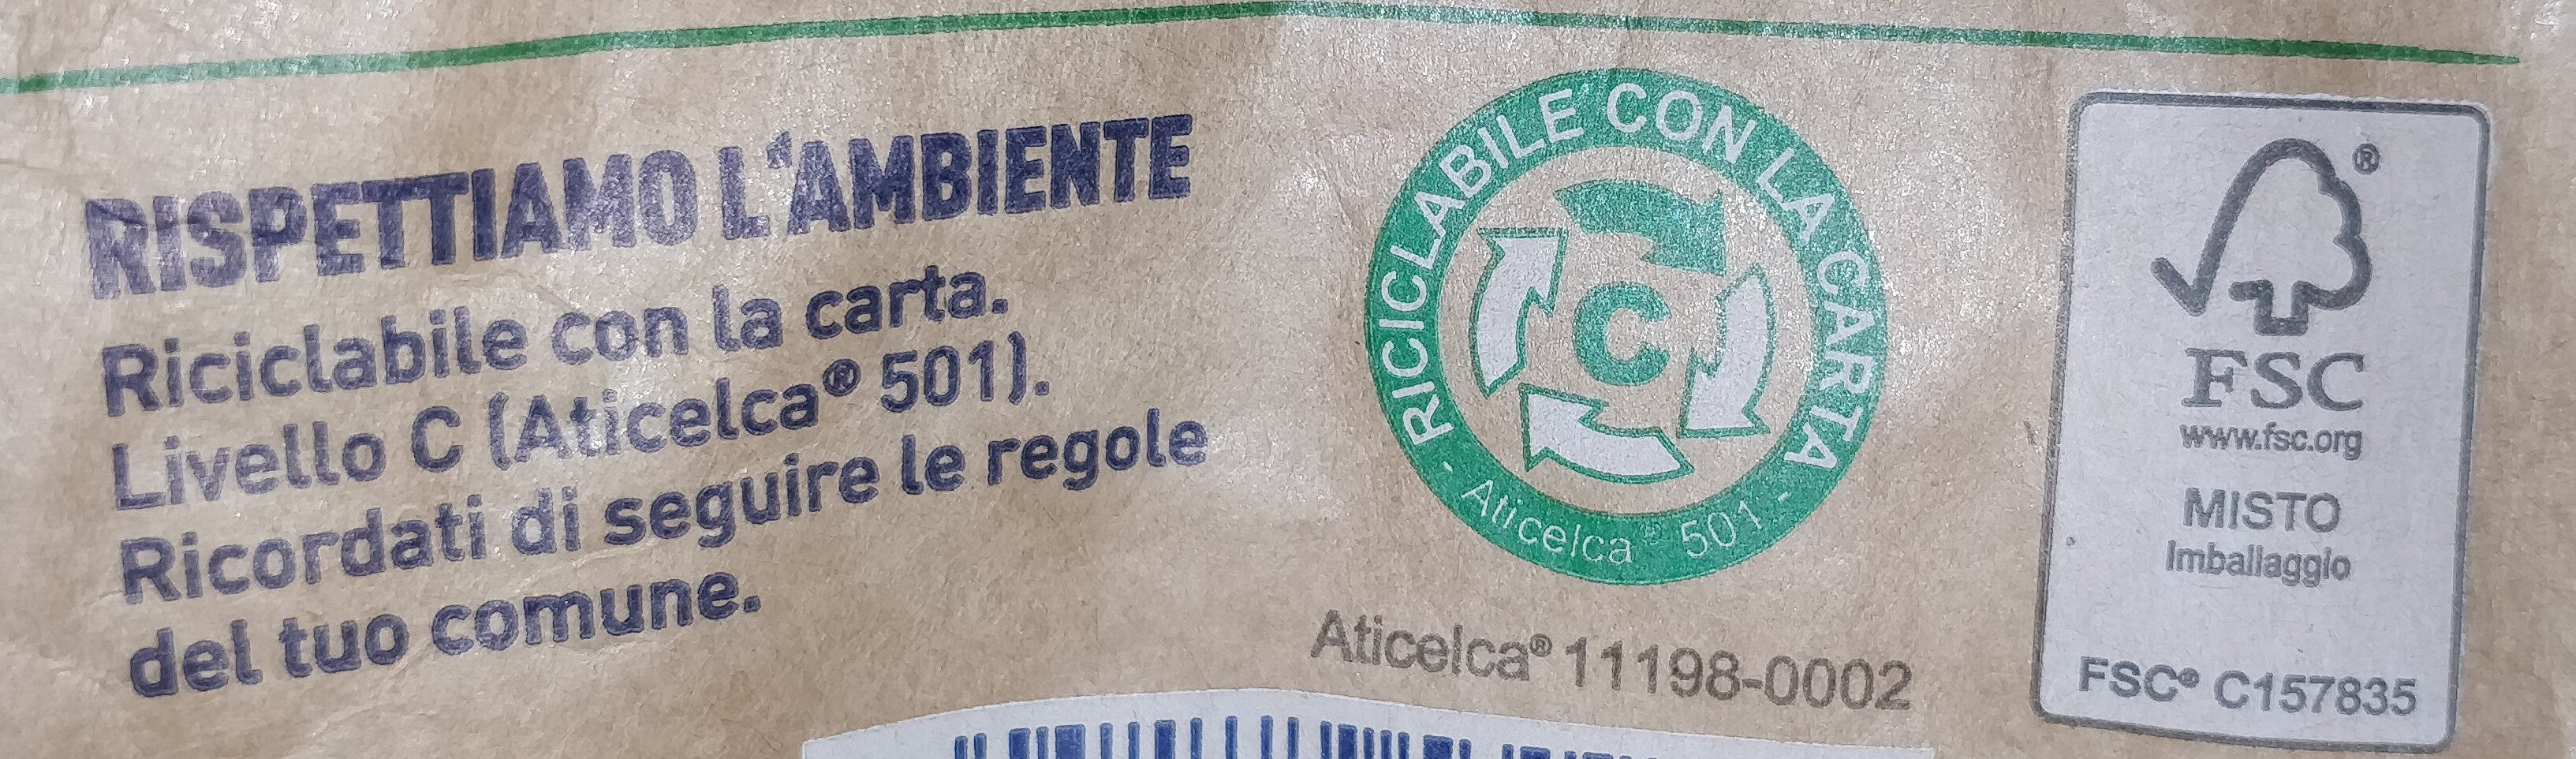 RISPETTIAMO L'AMBIENTE
Riciclabile con la carta.
Livello C (Aticelca® 501).
Ricordati di seguire le regole
del tuo comune.
RICICLABILE CON LA CARTA
C
- Aticelca® 501 -
Aticelca® 11198-0002
®
FSC
www.fsc.org
MISTO
Imballaggio
FSC® C157835